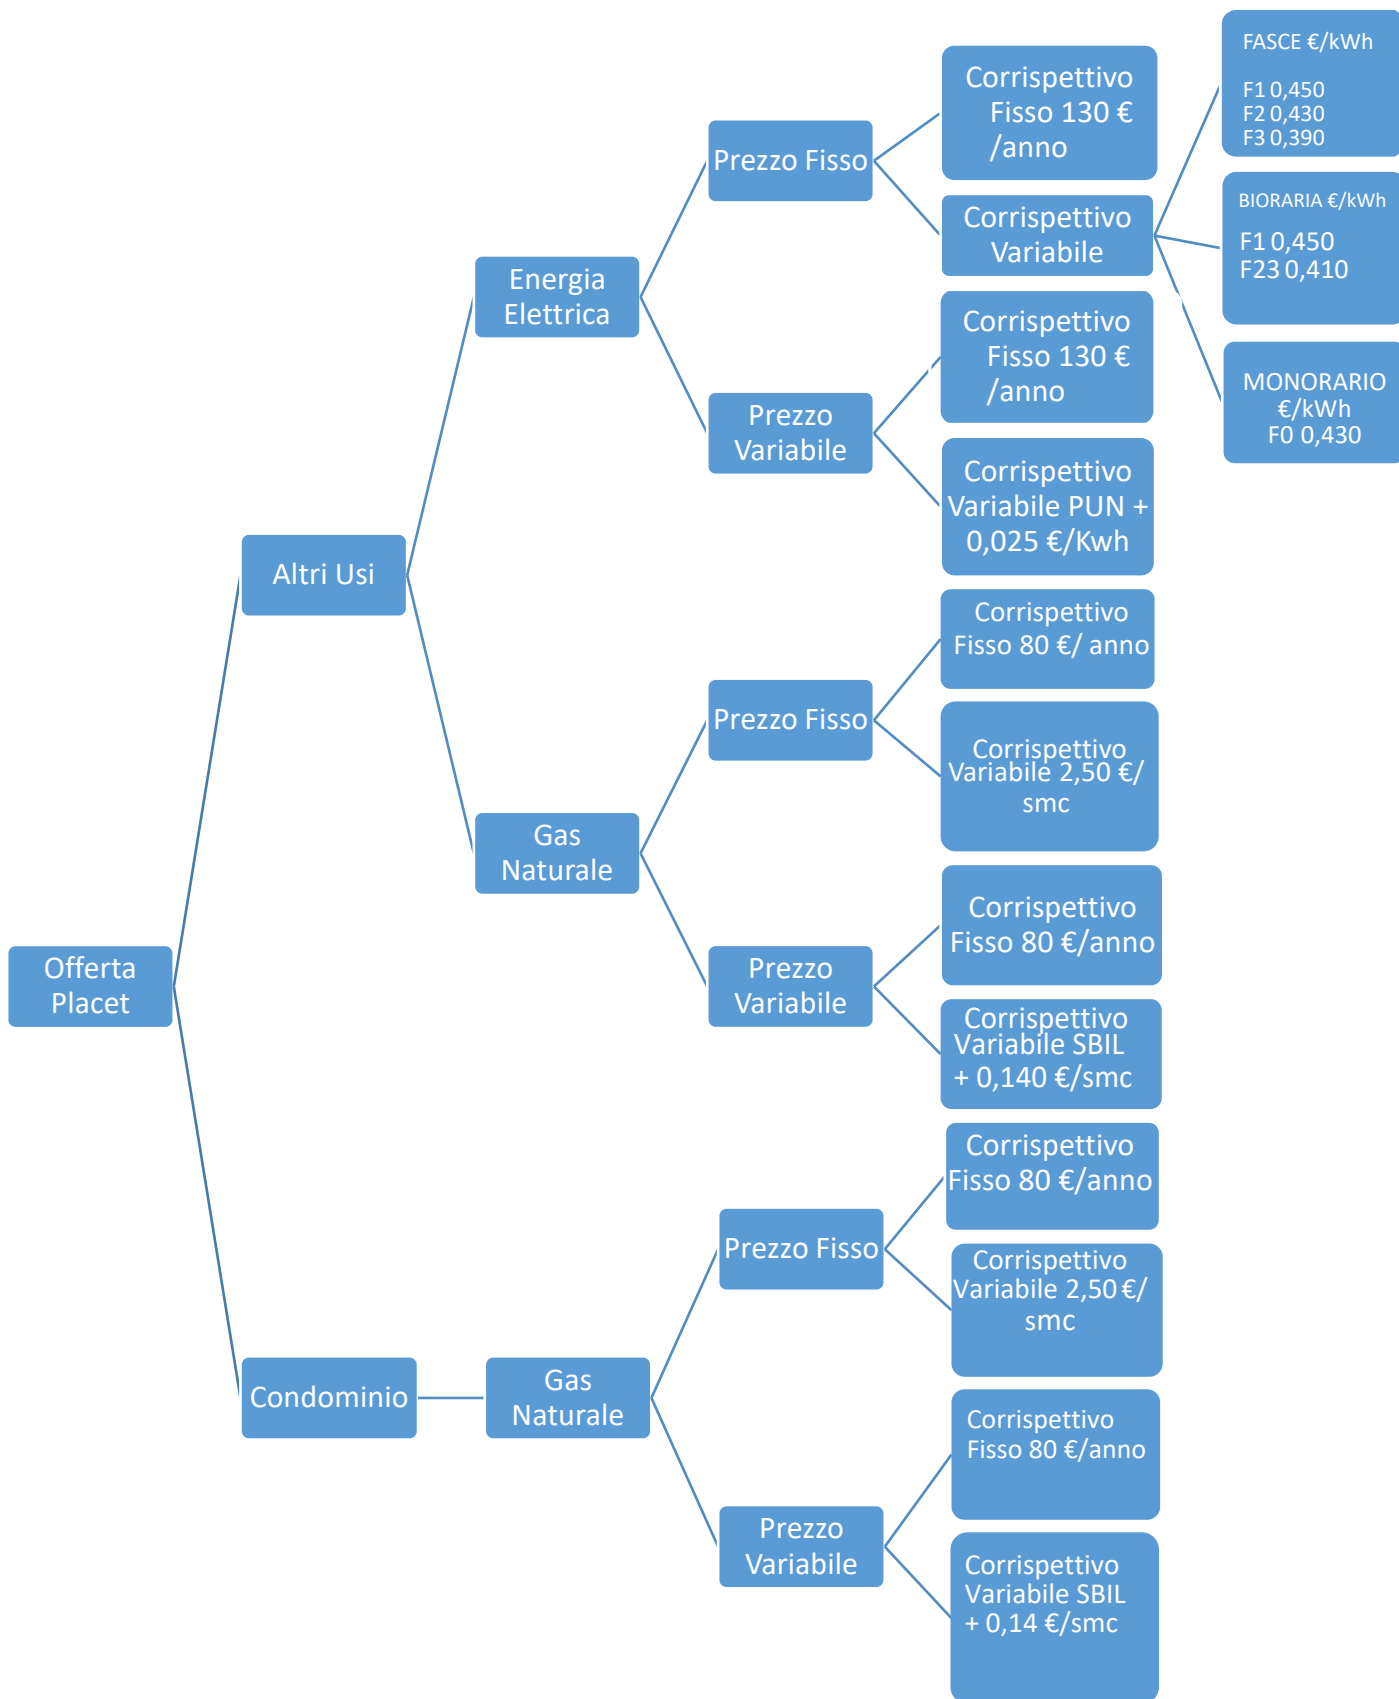 Offerta
Placet
Altri Usi
Energia
Elettrica
Prezzo Fisso
Corrispettivo
Fisso 130 €
/anno
Corrispettivo
Variabile
FASCE €/kWh
F1 0,450
F2 0,430
F3 0,390
BIORARIA €/kWh
F1 0,450
F23 0,410
MONORARIO
€/kWh
F0 0,430
Prezzo
Variabile
Corrispettivo
Fisso 130 €
/anno
Corrispettivo
Variabile PUN +
0,025 €/Kwh
Gas
Naturale
Prezzo Fisso
Corrispettivo
Fisso 80 €/ anno
Corrispettivo
Variabile 2,50 €/
smc
Prezzo
Variabile
Corrispettivo
Fisso 80 €/anno
Corrispettivo
Variabile SBIL
+ 0,140 €/smc
Condominio
Gas
Naturale
Prezzo Fisso
Corrispettivo
Fisso 80 €/anno
Corrispettivo
Variabile 2,50 €/
smc
Prezzo
Variabile
Corrispettivo
Fisso 80 €/anno
Corrispettivo
Variabile SBIL
+ 0,14 €/smc